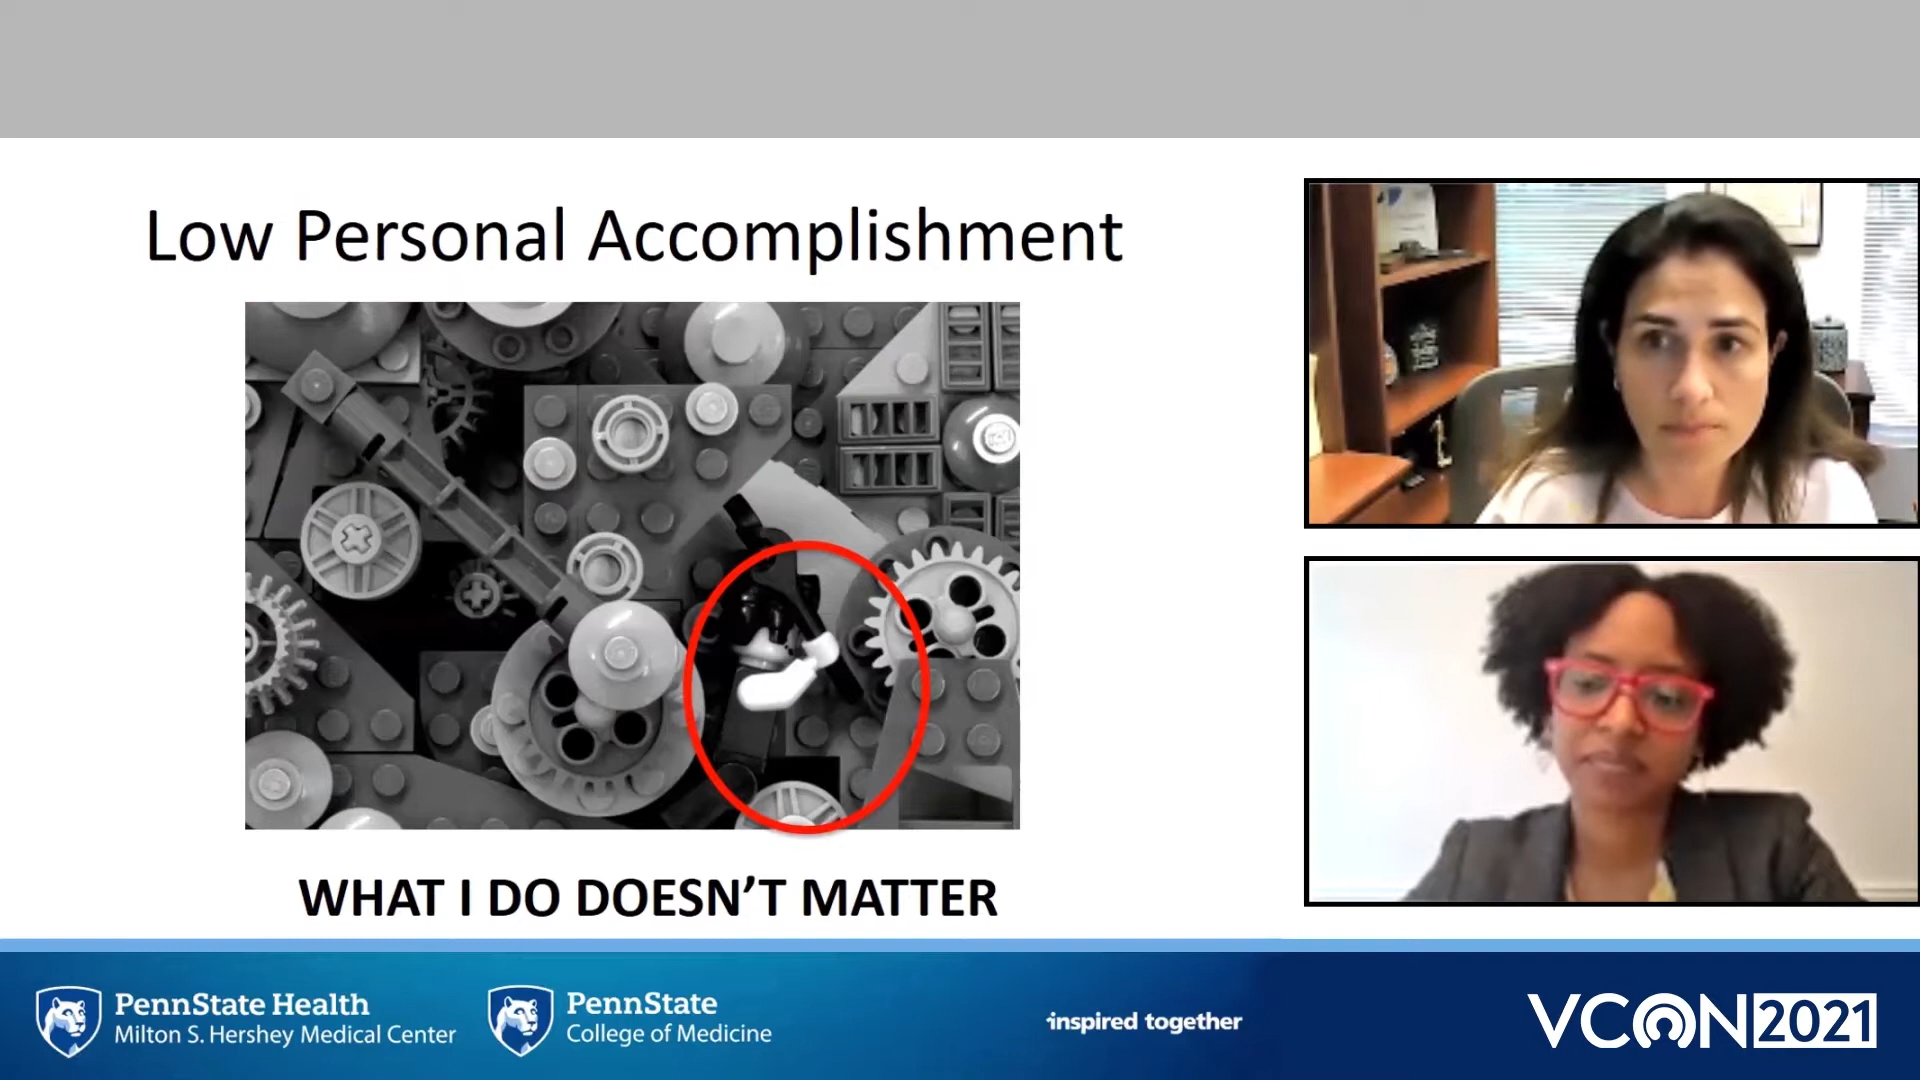 Low Personal Accomplishment
WHAT I DO DOESN'T MATTER
PennState Health
Milton S. Hershey Medical Center
PennState
College of Medicine
inspired together
VCON2021